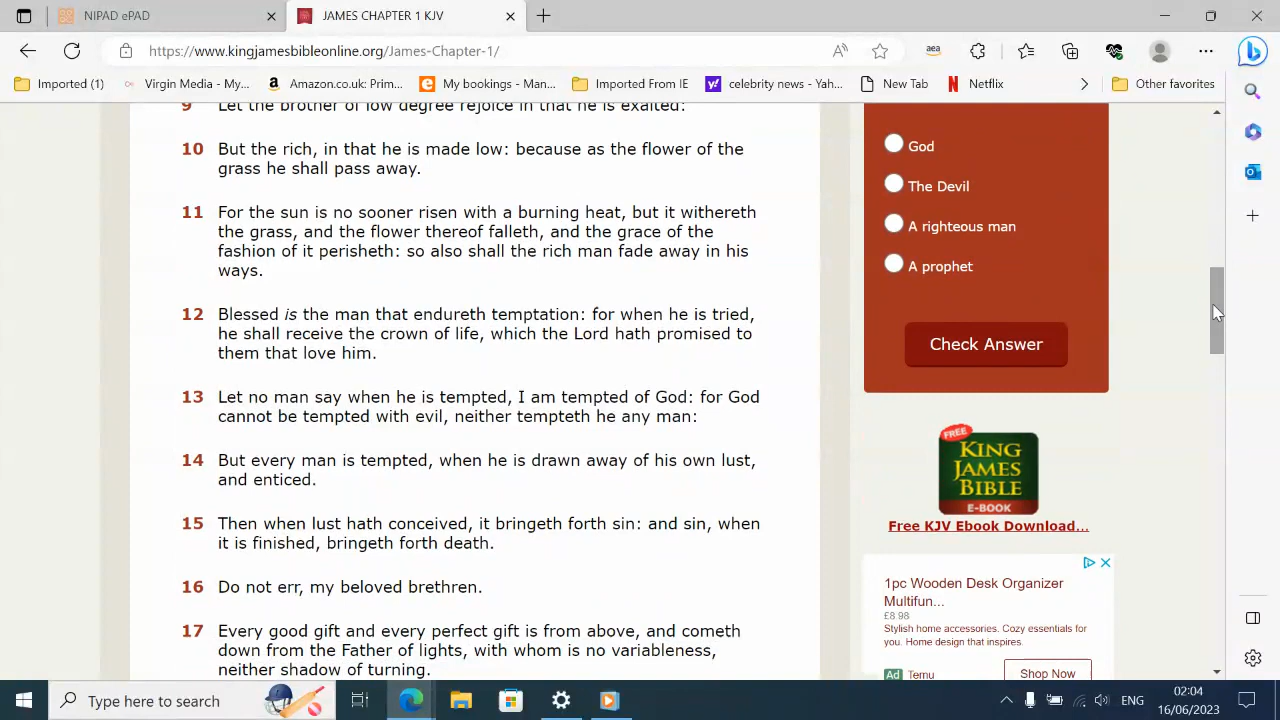 NIPAD ePAD
JAMES CHAPTER 1 KJV
https://www.kingjamesbibleonline.org/James-Chapter-1/
aea
Imported (1)
Virgin Media - My...
Amazon.co.uk: Prim...
My bookings - Man...
Imported From IE
celebrity news - Yah...
New Tab
Netflix
Other favorites
9 Let the brother of low degree rejoice in that he is exalted:
10 But the rich, in that he is made low: because as the flower of the
grass he shall pass away.
11 For the sun is no sooner risen with a burning heat, but it withereth
the grass, and the flower thereof falleth, and the grace of the
fashion of it perisheth: so also shall the rich man fade away in his
ways.
12 Blessed is the man that endureth temptation: for when he is tried,
he shall receive the crown of life, which the Lord hath promised to
them that love him.
13 Let no man say when he is tempted, I am tempted of God: for God
cannot be tempted with evil, neither tempteth he any man:
14 But every man is tempted, when he is drawn away of his own lust,
and enticed.
15 Then when lust hath conceived, it bringeth forth sin: and sin, when
it is finished, bringeth forth death.
16 Do not err, my beloved brethren.
17 Every good gift and every perfect gift is from above, and cometh
down from the Father of lights, with whom is no variableness,
neither shadow of turning.
God
The Devil
A righteous man
A prophet
Check Answer
FREE
KING
JAMES
BIBLE
E-BOOK
Free KJV Ebook Download...
1pc Wooden Desk Organizer
Multifun...
£8.98
Stylish home accessories. Cozy essentials for
you. Home design that inspires.
Ad Temu
Shop Now
Type here to search
ENG
02:04
16/06/2023